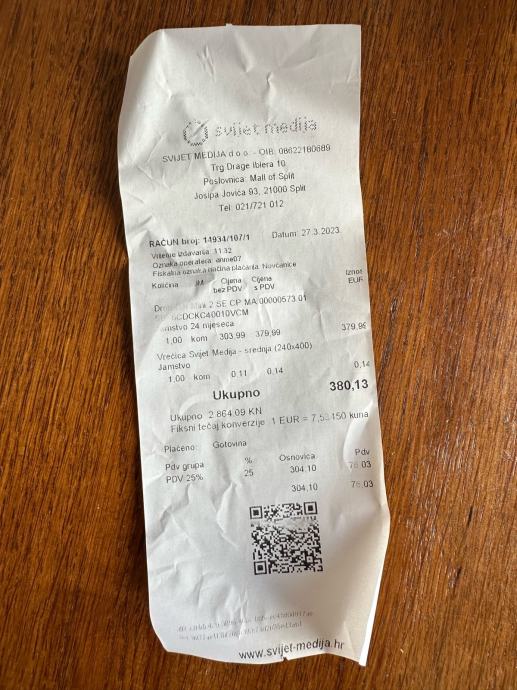 svijet medija
SVIJET MEDIJA d o o - OIB: 08622180689
Trg Drage Iblera 10
Poslovnica: Mall of Split
Josipa Jovića 93, 21000 Split
Tel: 021/721 012
RAČUN broj: 14934/107/1 Datum: 27.3.2023
Vrijeme izdavanja: 11:32
Oznaka operatera: anme07
Fiskalna oznaka načina plaćanja: Novčanice
Količina JM Cijena Cijena Iznos
bez PDV s PDV EUR
2 SE CP.MA.00000573.01
24 mjeseca
1,00 kom 303,99 379,99 379,99
Vrećica Svijet Medija - srednja (240x400)
Jamstvo
1,00 kom 0,11 0,14 0,14
Ukupno 380,13
Ukupno 2.864,09 KN
Fiksni tečaj konverzije 1 EUR = kuna
Plaćeno: Gotovina
Pdv grupa % Osnovica Pdv
PDV 25% 25 304,10 76,03
304,10 76,03
www.svijet-medija.hr